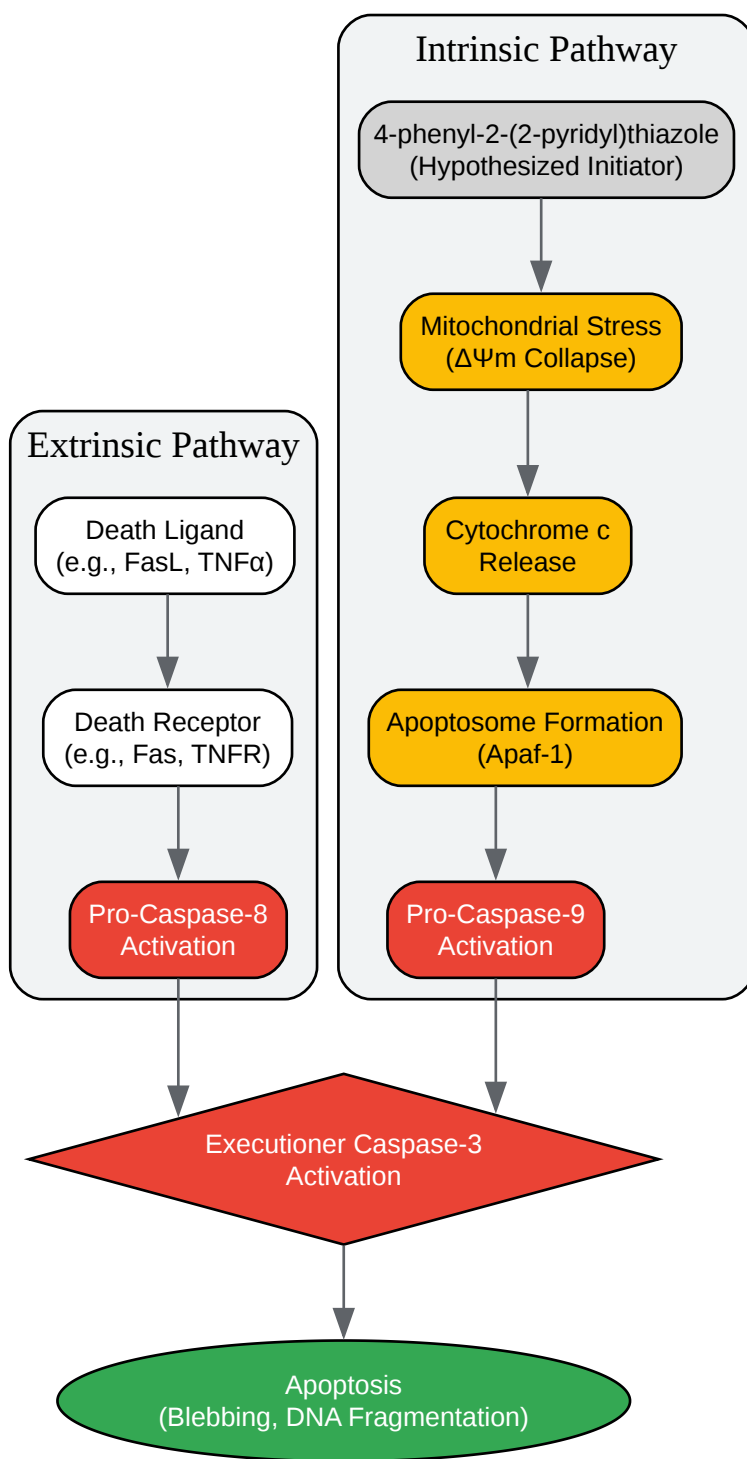 Intrinsic Pathway
4-phenyl-2-(2-pyridyl)thiazole
(Hypothesized Initiator)
Mitochondrial Stress
(ΔΨm Collapse)
Cytochrome c
Release
Apoptosome Formation
(Apaf-1)
Pro-Caspase-9
Activation
Extrinsic Pathway
Death Ligand
(e.g., FasL, TNFα)
Death Receptor
(e.g., Fas, TNFR)
Pro-Caspase-8
Activation
Executioner Caspase-3
Activation
Apoptosis
(Blebbing, DNA Fragmentation)